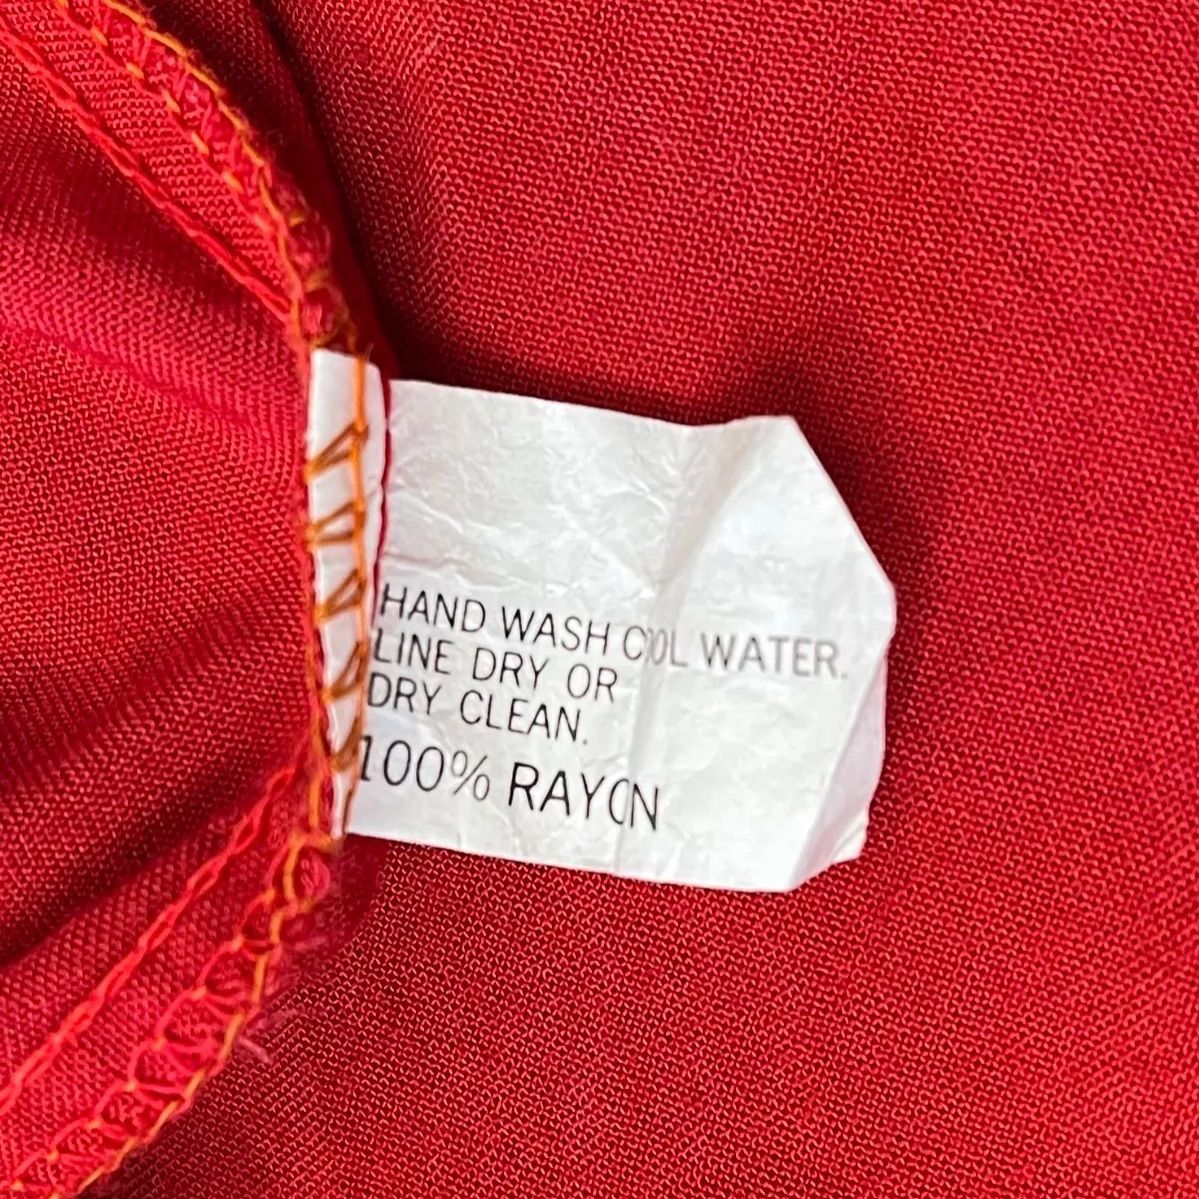 HAND WASH COOL WATER.
LINE DRY OR
DRY CLEAN.
100% RAYON